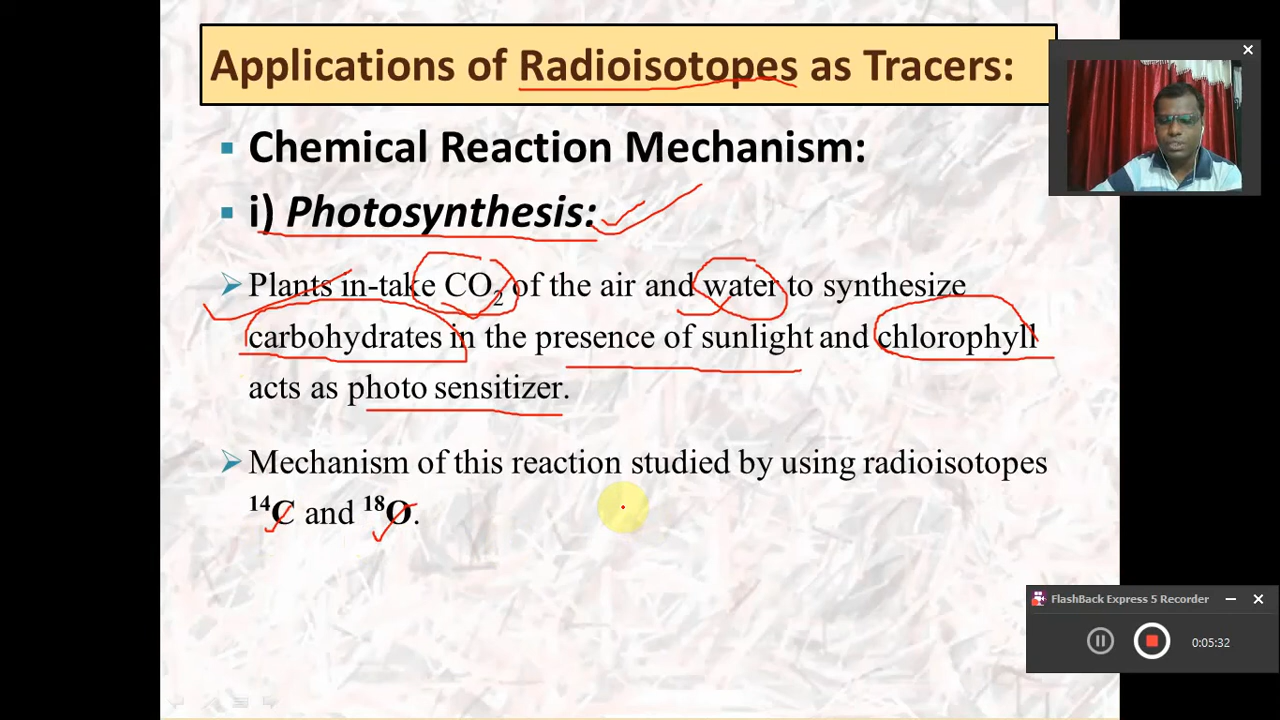 Applications of Radioisotopes as Tracers:
▪ Chemical Reaction Mechanism:
▪ i) Photosynthesis:
➢ Plants in-take CO₂ of the air and water to synthesize
carbohydrates in the presence of sunlight and chlorophyll
acts as photo sensitizer.
➢ Mechanism of this reaction studied by using radioisotopes
¹⁴C and ¹⁸O.
FlashBack Express 5 Recorder
0:05:32